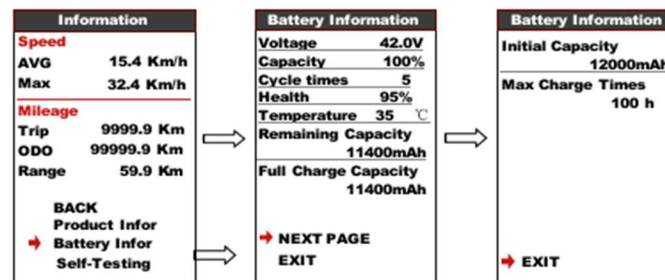 Information
Speed
AVG 15.4 Km/h
Max 32.4 Km/h
Mileage
Trip 9999.9 Km
ODO 99999.9 Km
Range 59.9 Km
BACK
Product Infor
Battery Infor
Self-Testing
Battery Information
Voltage 42.0V
Capacity 100%
Cycle times 5
Health 95%
Temperature 35 ℃
Remaining Capacity
11400mAh
Full Charge Capacity
11400mAh
NEXT PAGE
EXIT
Battery Information
Initial Capacity
12000mAh
Max Charge Times
100 h
EXIT